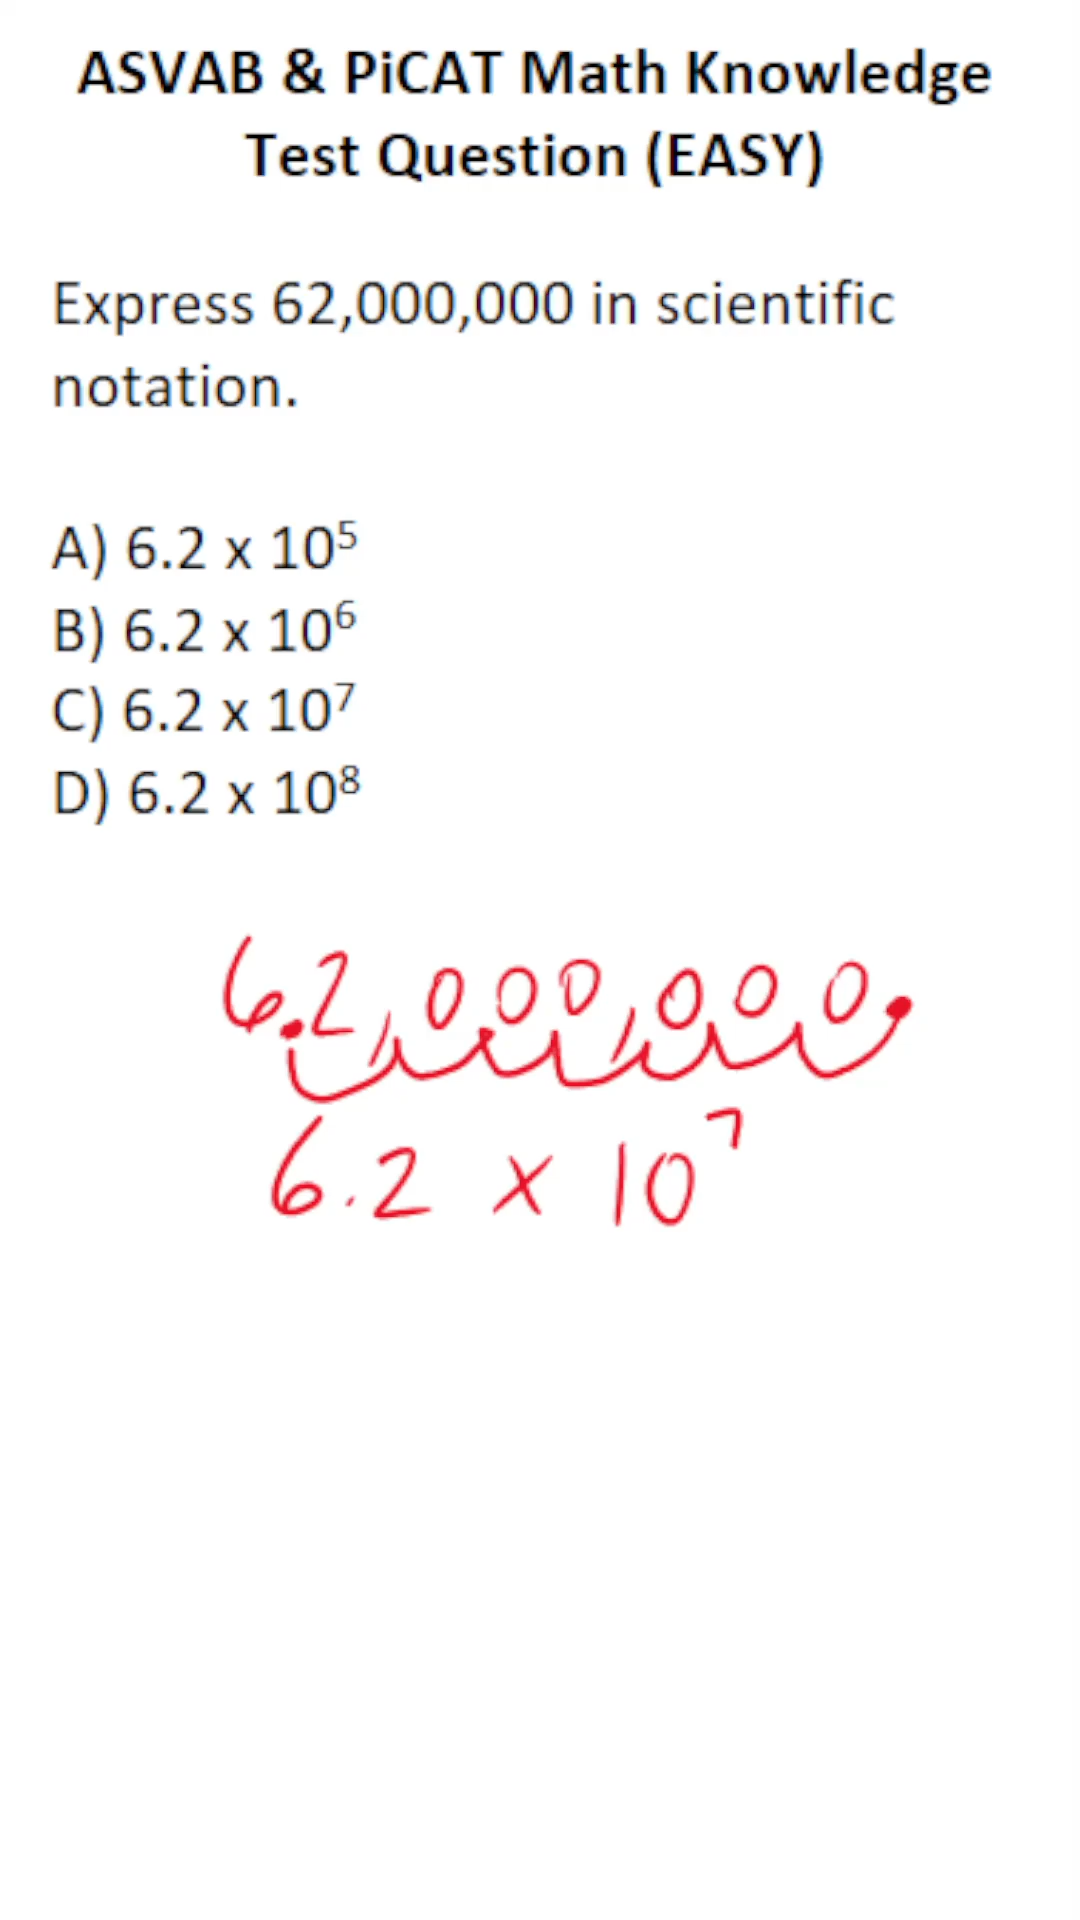 ASVAB & PiCAT Math Knowledge
Test Question (EASY)
Express 62,000,000 in scientific
notation.
A) 6.2 x 10⁵
B) 6.2 x 10⁶
C) 6.2 x 10⁷
D) 6.2 x 10⁸
6.2,000,000.
6.2 x 10⁷